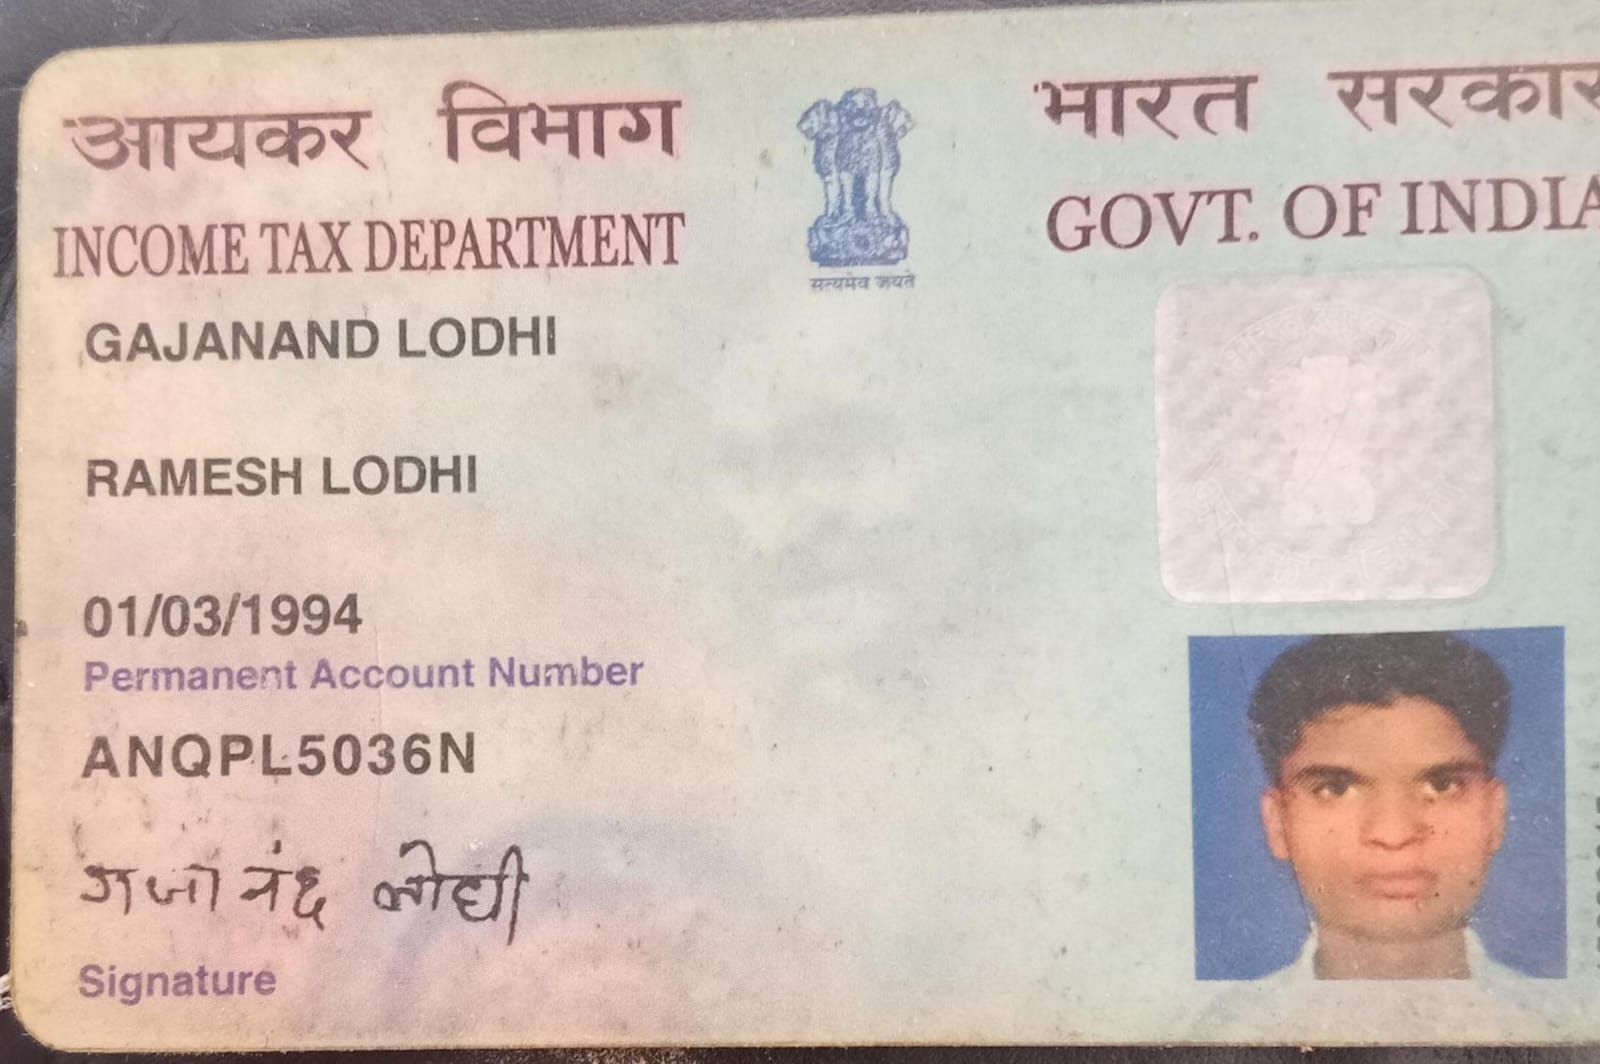 आयकर विभाग
INCOME TAX DEPARTMENT
सत्यमेव जयते
भारत सरकार
GOVT. OF INDIA
GAJANAND LODHI
RAMESH LODHI
01/03/1994
Permanent Account Number
ANQPL5036N
गजानंद लोधी
Signature